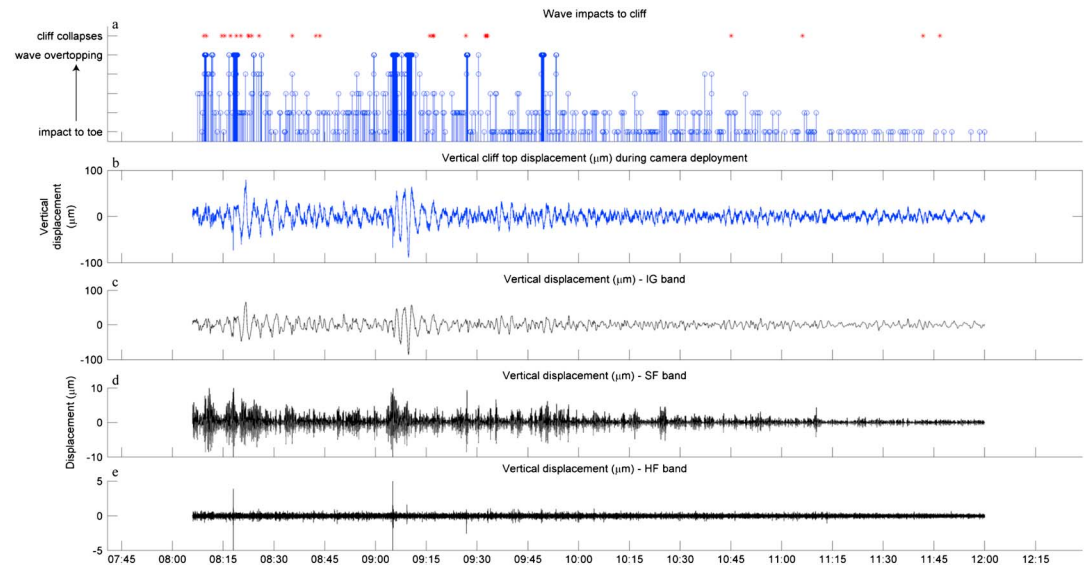 Wave impacts to cliff
a
cliff collapses
wave overtopping
impact to toe
Vertical cliff top displacement (μm) during camera deployment
b
100
0
-100
Vertical
displacement
(μm)
Vertical displacement (μm) - IG band
c
100
0
-100
Vertical displacement (μm) - SF band
d
10
0
-10
Displacement (μm)
Vertical displacement (μm) - HF band
e
5
0
-5
07:45 08:00 08:15 08:30 08:45 09:00 09:15 09:30 09:45 10:00 10:15 10:30 10:45 11:00 11:15 11:30 11:45 12:00 12:15